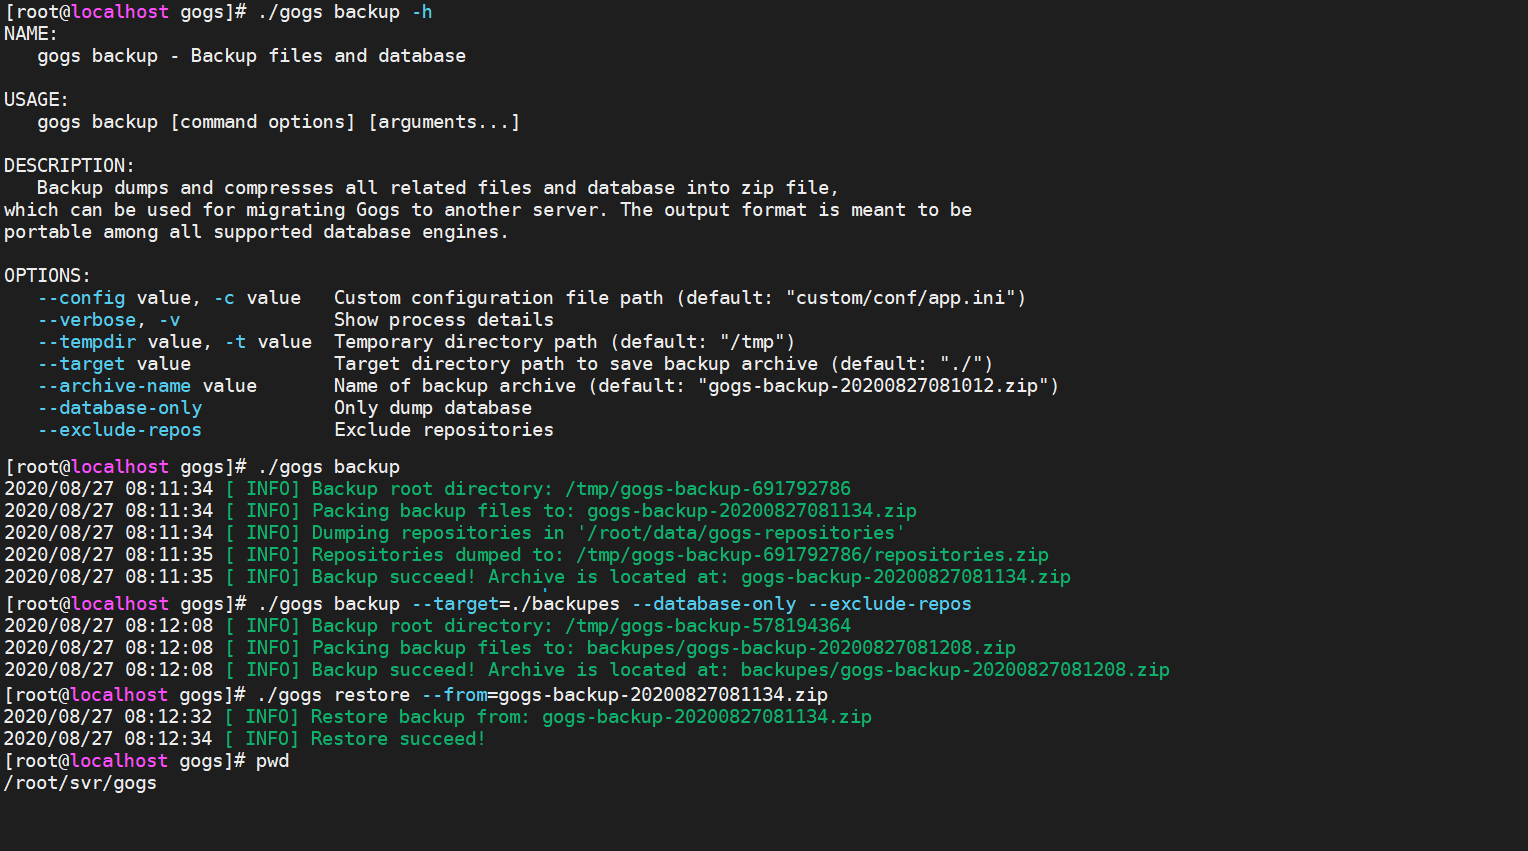 [root@localhost gogs]# ./gogs backup -h
NAME:
   gogs backup - Backup files and database

USAGE:
   gogs backup [command options] [arguments...]

DESCRIPTION:
   Backup dumps and compresses all related files and database into zip file,
which can be used for migrating Gogs to another server. The output format is meant to be
portable among all supported database engines.

OPTIONS:
   --config value, -c value   Custom configuration file path (default: "custom/conf/app.ini")
   --verbose, -v              Show process details
   --tempdir value, -t value  Temporary directory path (default: "/tmp")
   --target value             Target directory path to save backup archive (default: "./")
   --archive-name value       Name of backup archive (default: "gogs-backup-20200827081012.zip")
   --database-only            Only dump database
   --exclude-repos            Exclude repositories

[root@localhost gogs]# ./gogs backup
2020/08/27 08:11:34 [ INFO] Backup root directory: /tmp/gogs-backup-691792786
2020/08/27 08:11:34 [ INFO] Packing backup files to: gogs-backup-20200827081134.zip
2020/08/27 08:11:34 [ INFO] Dumping repositories in '/root/data/gogs-repositories'
2020/08/27 08:11:35 [ INFO] Repositories dumped to: /tmp/gogs-backup-691792786/repositories.zip
2020/08/27 08:11:35 [ INFO] Backup succeed! Archive is located at: gogs-backup-20200827081134.zip
[root@localhost gogs]# ./gogs backup --target=./backupes --database-only --exclude-repos
2020/08/27 08:12:08 [ INFO] Backup root directory: /tmp/gogs-backup-578194364
2020/08/27 08:12:08 [ INFO] Packing backup files to: backupes/gogs-backup-20200827081208.zip
2020/08/27 08:12:08 [ INFO] Backup succeed! Archive is located at: backupes/gogs-backup-20200827081208.zip
[root@localhost gogs]# ./gogs restore --from=gogs-backup-20200827081134.zip
2020/08/27 08:12:32 [ INFO] Restore backup from: gogs-backup-20200827081134.zip
2020/08/27 08:12:34 [ INFO] Restore succeed!
[root@localhost gogs]# pwd
/root/svr/gogs